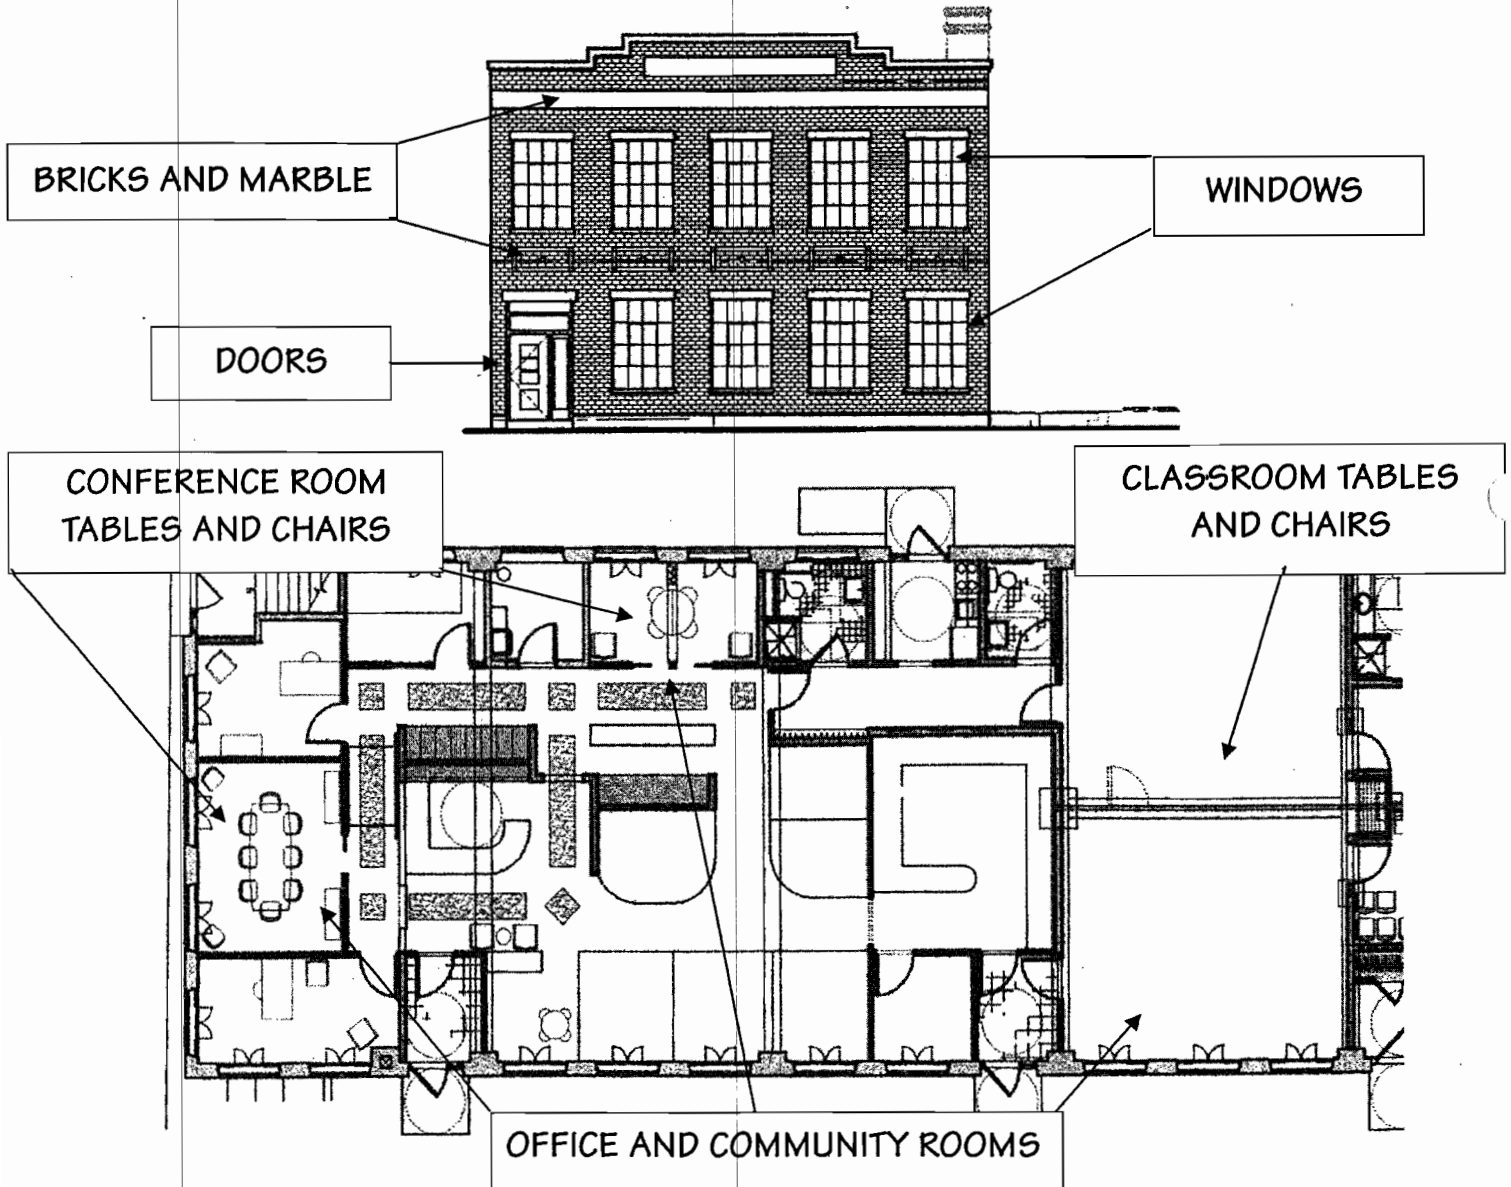 BRICKS AND MARBLE
WINDOWS
DOORS
CONFERENCE ROOM
TABLES AND CHAIRS
CLASSROOM TABLES
AND CHAIRS
OFFICE AND COMMUNITY ROOMS